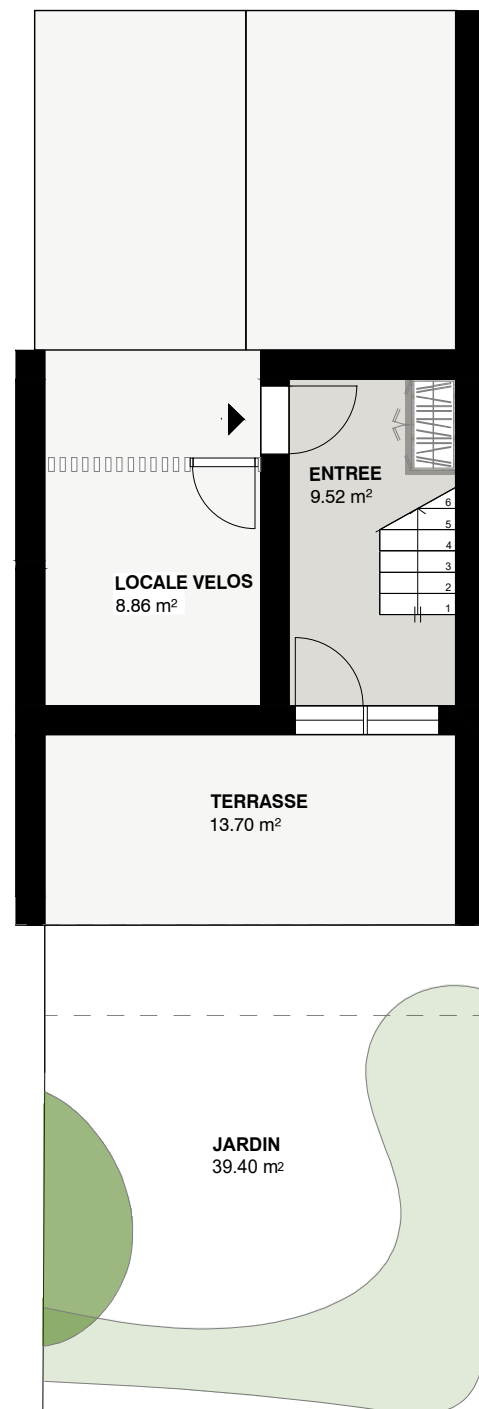 ENTREE
9.52 m²
6
5
4
3
2
1
LOCALE VELOS
8.86 m²
TERRASSE
13.70 m²
JARDIN
39.40 m²